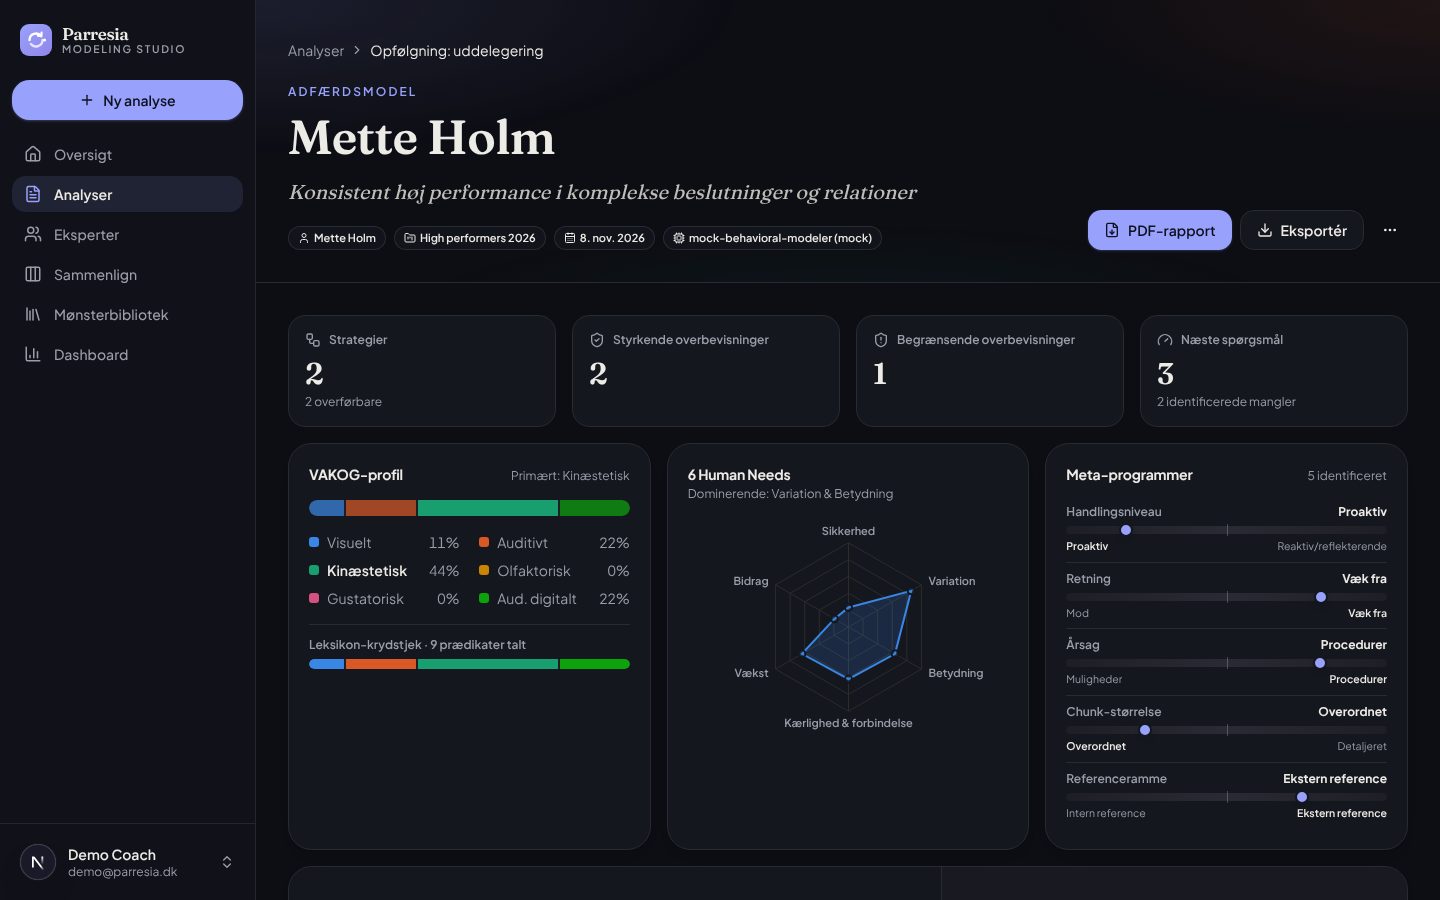 Parresia
MODELING STUDIO
Ny analyse
Oversigt
Analyser
Eksperter
Sammenlign
Mønsterbibliotek
Dashboard
N
Demo Coach
demo@parresia.dk
Analyser
Opfølgning: uddelegering
ADFÆRDSMODEL
Mette Holm
Konsistent høj performance i komplekse beslutninger og relationer
Mette Holm
High performers 2026
8. nov. 2026
mock-behavioral-modeler (mock)
PDF-rapport
Eksportér
Strategier
2
2 overførbare
Styrkende overbevisninger
2
Begrænsende overbevisninger
1
Næste spørgsmål
3
2 identificerede mangler
VAKOG-profil
Primært: Kinæstetisk
Visuelt 11%
Auditivt 22%
Kinæstetisk 44%
Olfaktorisk 0%
Gustatorisk 0%
Aud. digitalt 22%
Leksikon-krydstjek · 9 prædikater talt
6 Human Needs
Dominerende: Variation & Betydning
Sikkerhed
Variation
Betydning
Kærlighed & forbindelse
Vækst
Bidrag
Meta-programmer
5 identificeret
Handlingsniveau Proaktiv
Proaktiv Reaktiv/reflekterende
Retning Væk fra
Mod Væk fra
Årsag Procedurer
Muligheder Procedurer
Chunk-størrelse Overordnet
Overordnet Detaljeret
Referenceramme Ekstern reference
Intern reference Ekstern reference